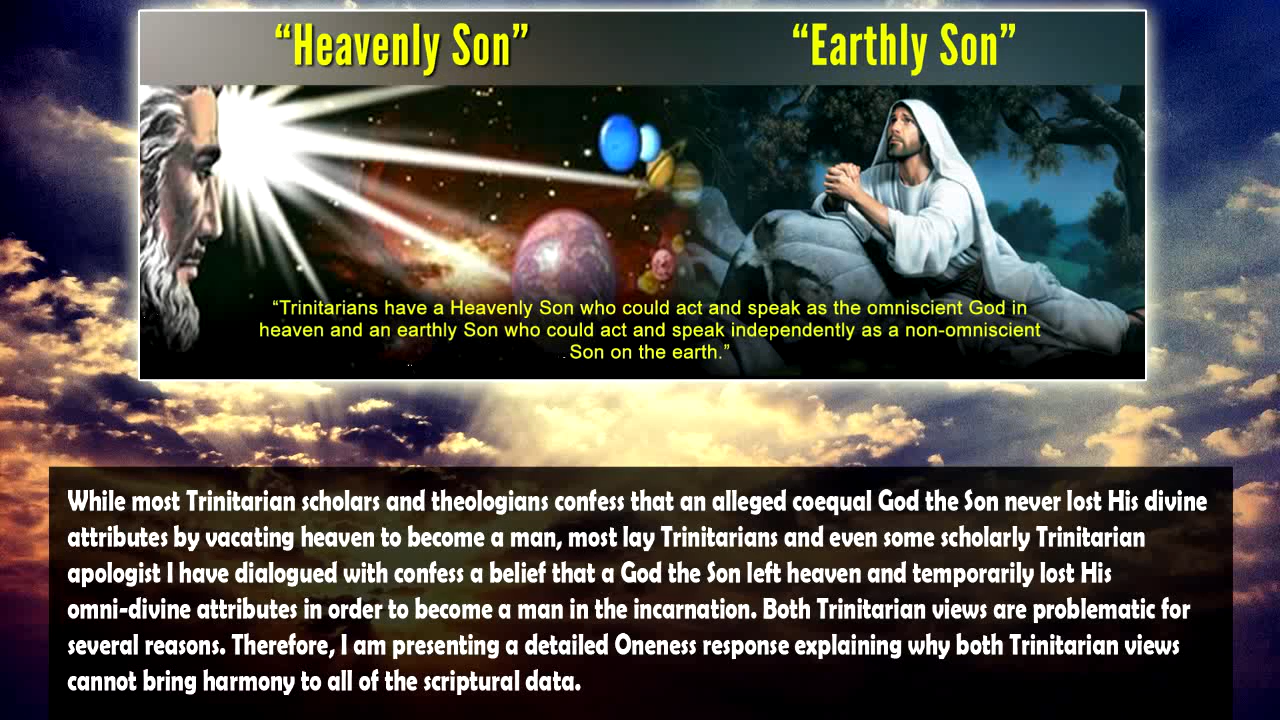 “Heavenly Son”
“Earthly Son”
“Trinitarians have a Heavenly Son who could act and speak as the omniscient God in
heaven and an earthly Son who could act and speak independently as a non-omniscient
Son on the earth.”
While most Trinitarian scholars and theologians confess that an alleged coequal God the Son never lost His divine
attributes by vacating heaven to become a man, most lay Trinitarians and even some scholarly Trinitarian
apologist I have dialogued with confess a belief that a God the Son left heaven and temporarily lost His
omni-divine attributes in order to become a man in the incarnation. Both Trinitarian views are problematic for
several reasons. Therefore, I am presenting a detailed Oneness response explaining why both Trinitarian views
cannot bring harmony to all of the scriptural data.